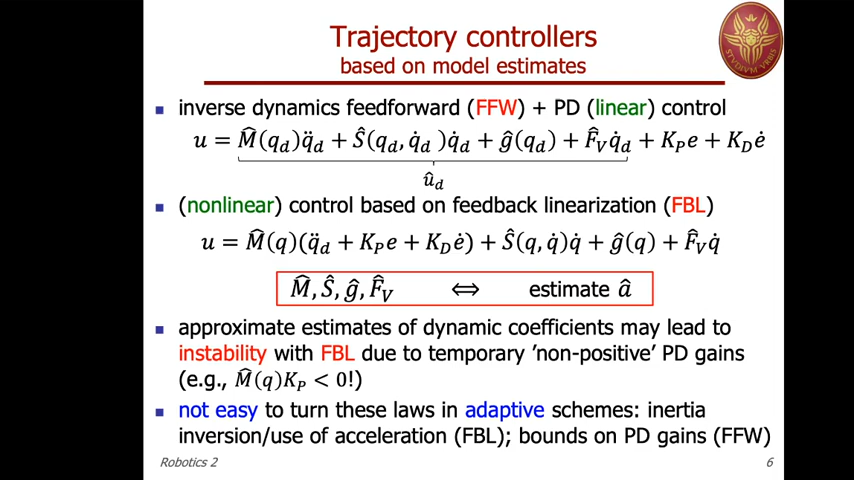 Trajectory controllers
based on model estimates
STVDIVM VRBIS
▪ inverse dynamics feedforward (FFW) + PD (linear) control
u = M̂(q_d)q̈_d + Ŝ(q_d, q̇_d )q̇_d + ĝ(q_d) + F̂_V q̇_d + K_P e + K_D ė
û_d
▪ (nonlinear) control based on feedback linearization (FBL)
u = M̂(q)(q̈_d + K_P e + K_D ė) + Ŝ(q, q̇)q̇ + ĝ(q) + F̂_V q̇
M̂, Ŝ, ĝ, F̂_V ⟺ estimate â
▪ approximate estimates of dynamic coefficients may lead to
instability with FBL due to temporary ’non-positive’ PD gains
(e.g., M̂(q)K_P < 0!)
▪ not easy to turn these laws in adaptive schemes: inertia
inversion/use of acceleration (FBL); bounds on PD gains (FFW)
Robotics 2 6